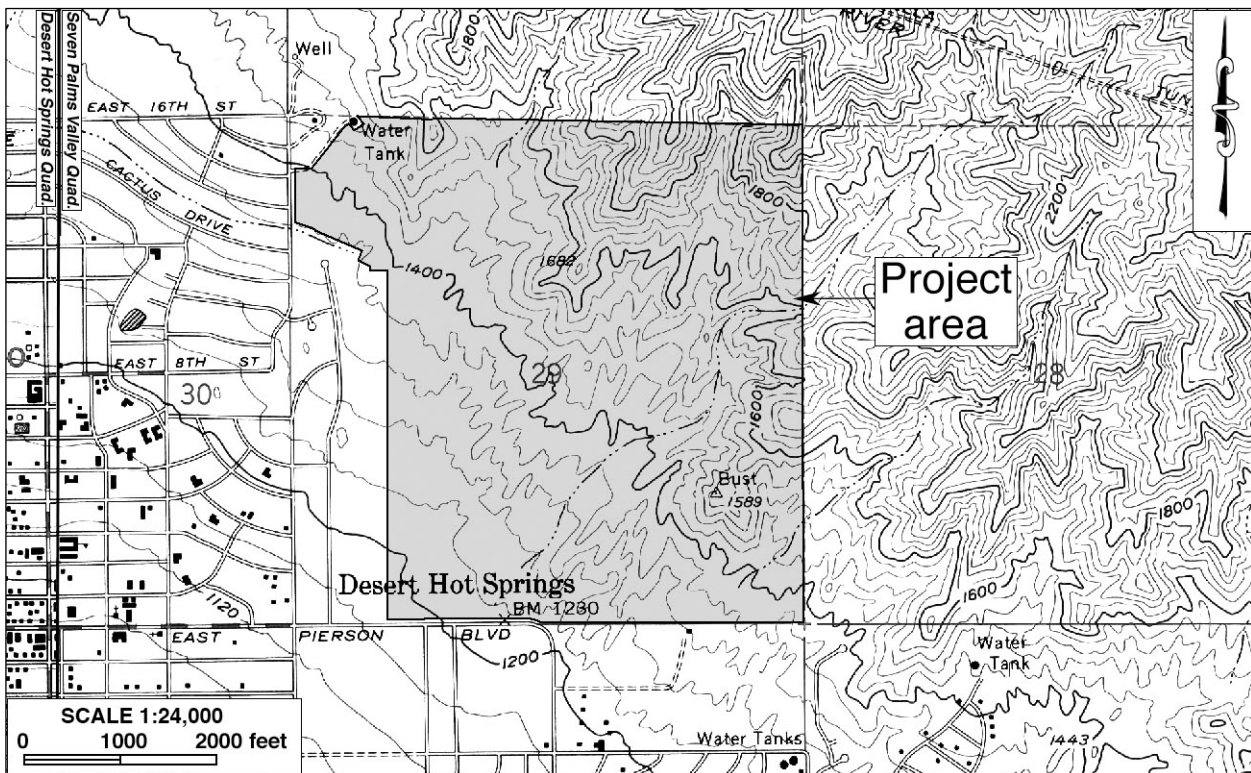 Seven Palms Valley Quad.
Desert Hot Springs Quad.
1800
RIVER
Well
EAST 16TH ST
Water
Tank
CACTUS DRIVE
1800
2200
1400
1682
Project
area
EAST 8TH ST
30
29
28
1600
Bust
1589
1800
Desert Hot Springs
BM 1230
1120
1600
EAST PIERSON BLVD
1200
Water
Tank
SCALE 1:24,000
0 1000 2000 feet
Water Tanks
1443